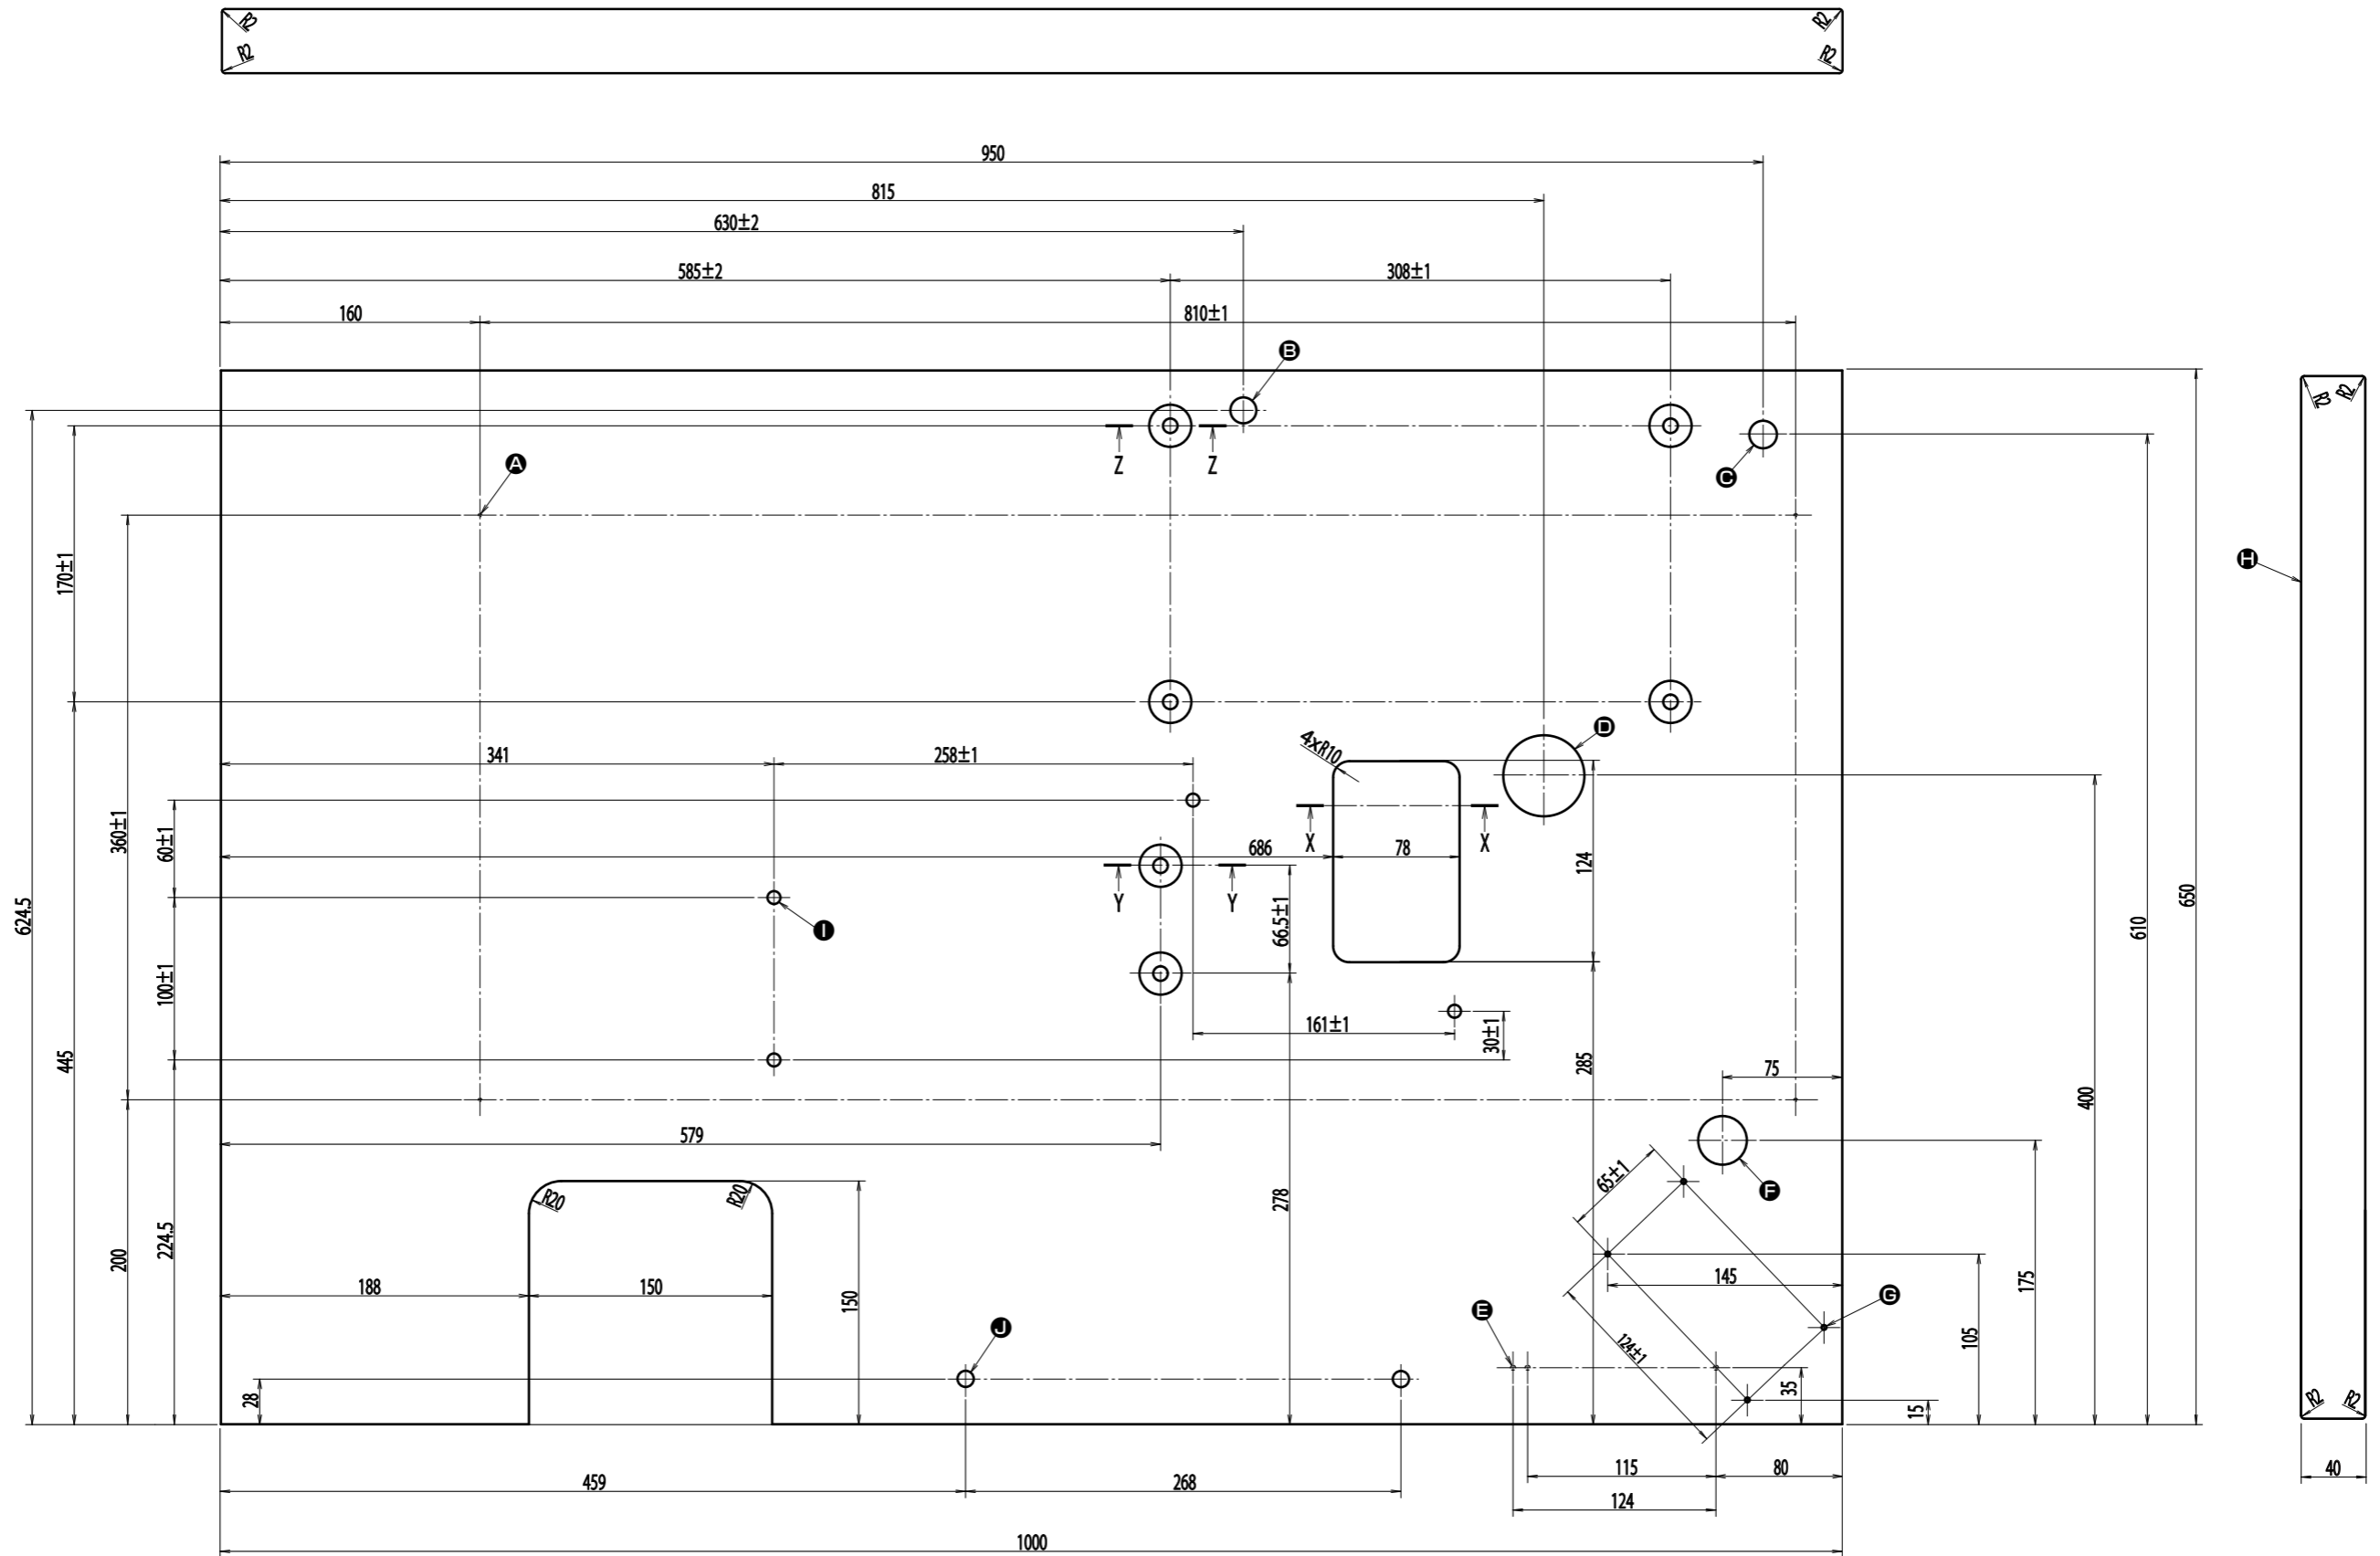 R2
R2
R2
R2
950
815
630±2
585±2
308±1
160
810±1
B
A
Z
Z
C
R2
R2
H
170±1
D
4xR10
341
258±1
360±1
60±1
X
X
686
78
124
Y
Y
624.5
650
610
I
66.5±1
100±1
161±1
30±1
445
285
75
400
579
65±1
F
R20
R20
278
224.5
200
188
150
150
145
175
E
G
J
124±1
105
28
35
15
R2
R2
459
268
115
80
40
124
1000